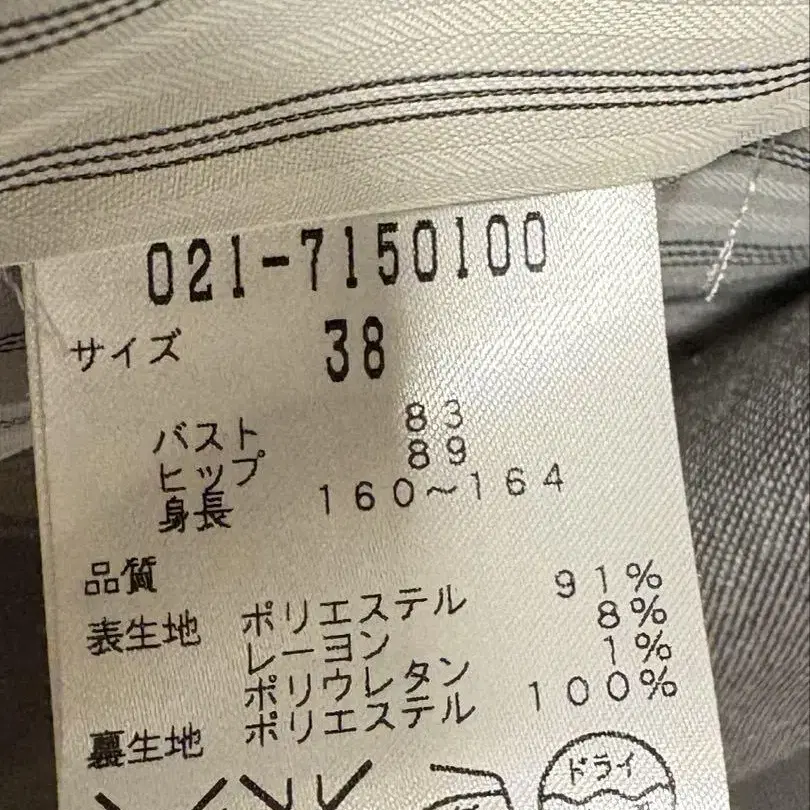 021-7150100
サイズ 38
バスト 83
ヒップ 89
身長 160～164
品質
表生地 ポリエステル 91%
レーヨン 8%
ポリウレタン 1%
裏生地 ポリエステル 100%
ドライ